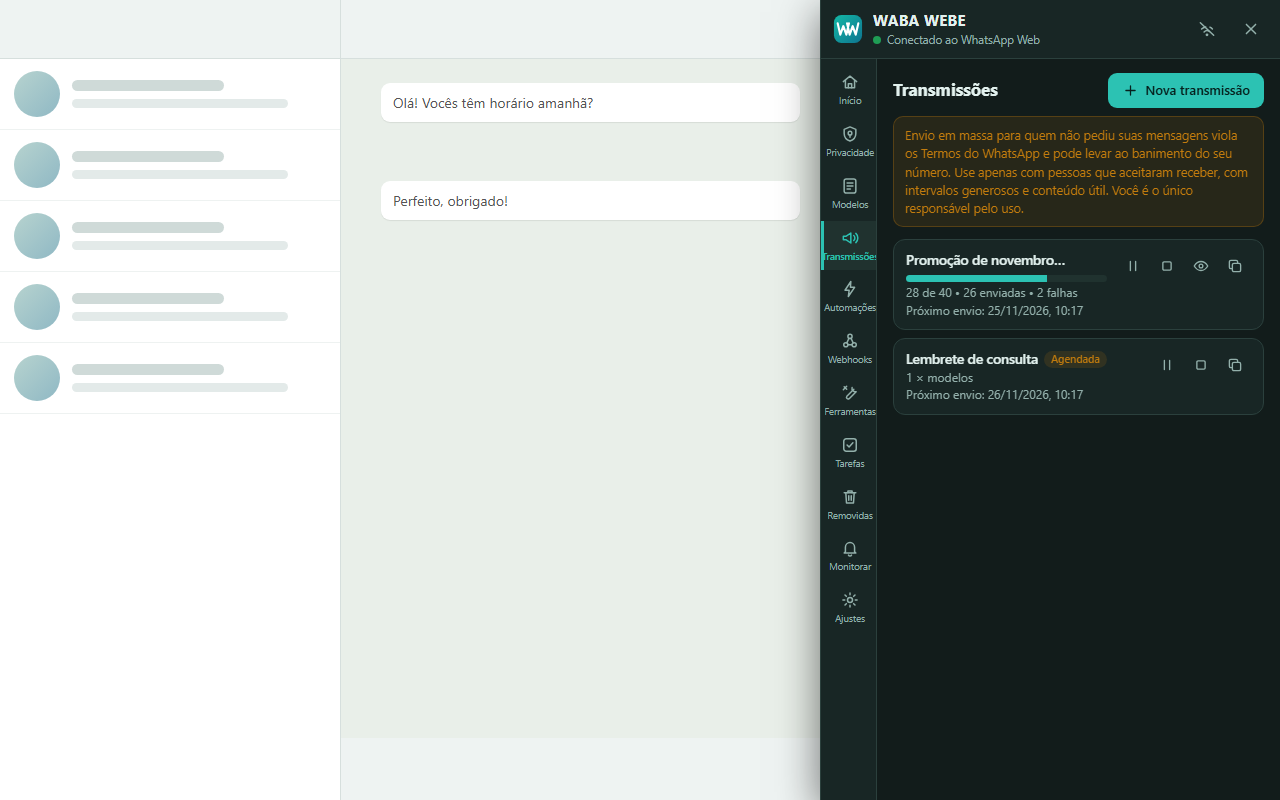 Olá! Vocês têm horário amanhã?
Perfeito, obrigado!
WABA WEBE
Conectado ao WhatsApp Web
Início
Privacidade
Modelos
Transmissões
Automações
Webhooks
Ferramentas
Tarefas
Removidas
Monitorar
Ajustes
Transmissões
Nova transmissão
Envio em massa para quem não pediu suas mensagens viola
os Termos do WhatsApp e pode levar ao banimento do seu
número. Use apenas com pessoas que aceitaram receber, com
intervalos generosos e conteúdo útil. Você é o único
responsável pelo uso.
Promoção de novembro...
28 de 40 • 26 enviadas • 2 falhas
Próximo envio: 25/11/2026, 10:17
Lembrete de consulta Agendada
1 × modelos
Próximo envio: 26/11/2026, 10:17